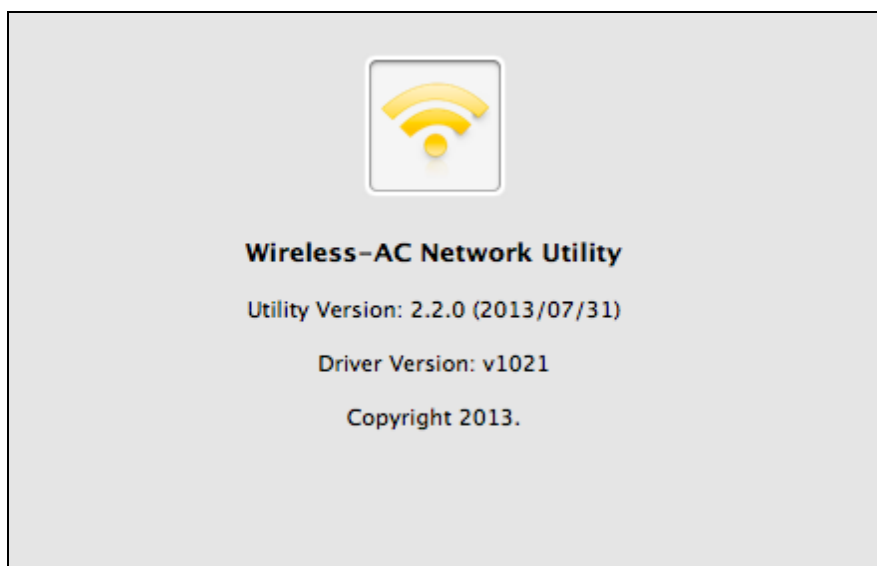 Wireless-AC Network Utility
Utility Version: 2.2.0 (2013/07/31)
Driver Version: v1021
Copyright 2013.